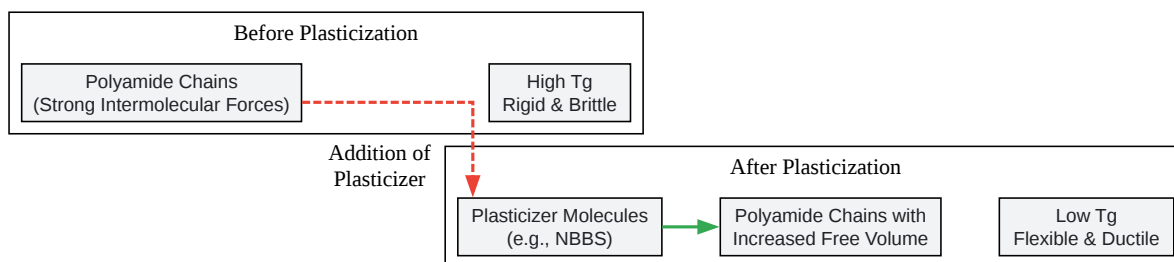 Before Plasticization
Polyamide Chains
(Strong Intermolecular Forces)
High Tg
Rigid & Brittle
Addition of
Plasticizer
After Plasticization
Plasticizer Molecules
(e.g., NBBS)
Polyamide Chains with
Increased Free Volume
Low Tg
Flexible & Ductile